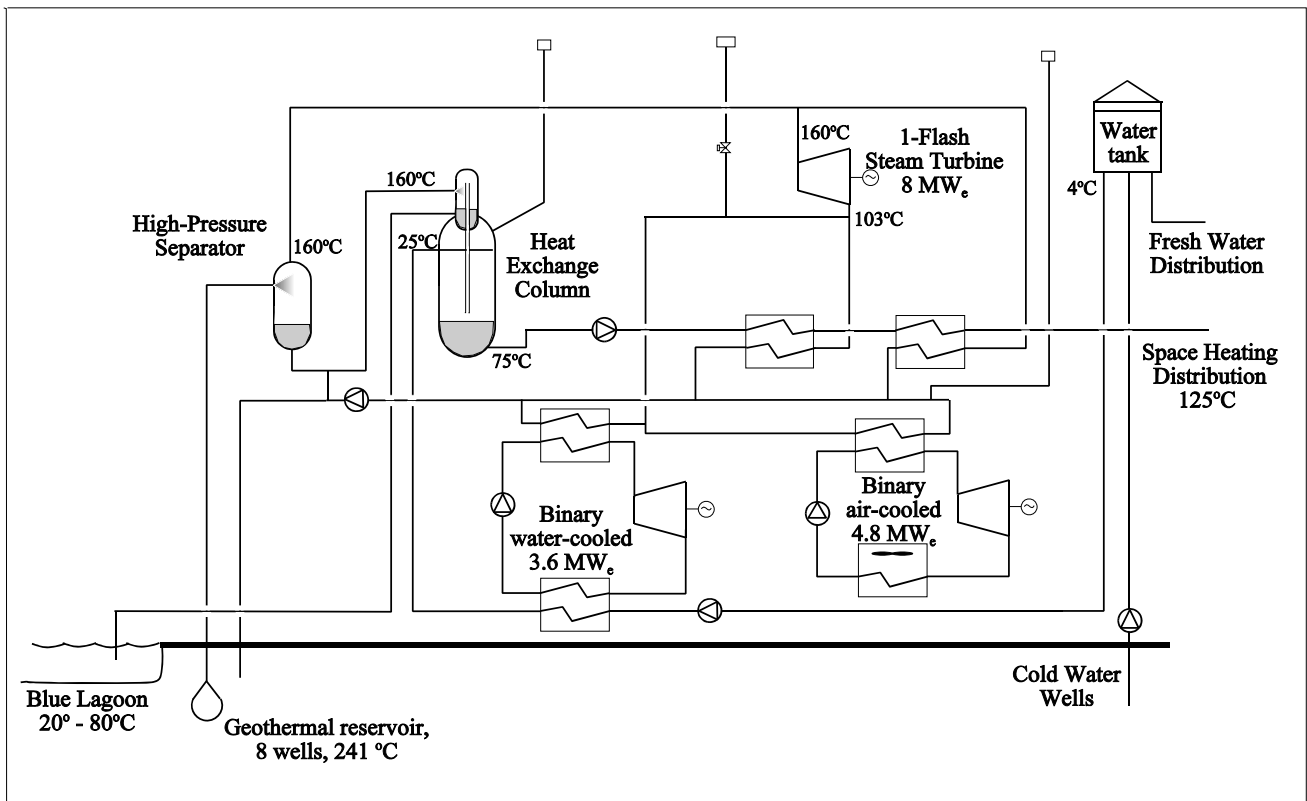 160ºC
1-Flash
Steam Turbine
8 MWe
Water
tank
4ºC
160ºC
High-Pressure
Separator
160ºC
25ºC
Heat
Exchange
Column
103ºC
Fresh Water
Distribution
75ºC
Space Heating
Distribution
125ºC
Binary
water-cooled
3.6 MWe
Binary
air-cooled
4.8 MWe
Blue Lagoon
20º - 80ºC
Geothermal reservoir,
8 wells, 241 ºC
Cold Water
Wells